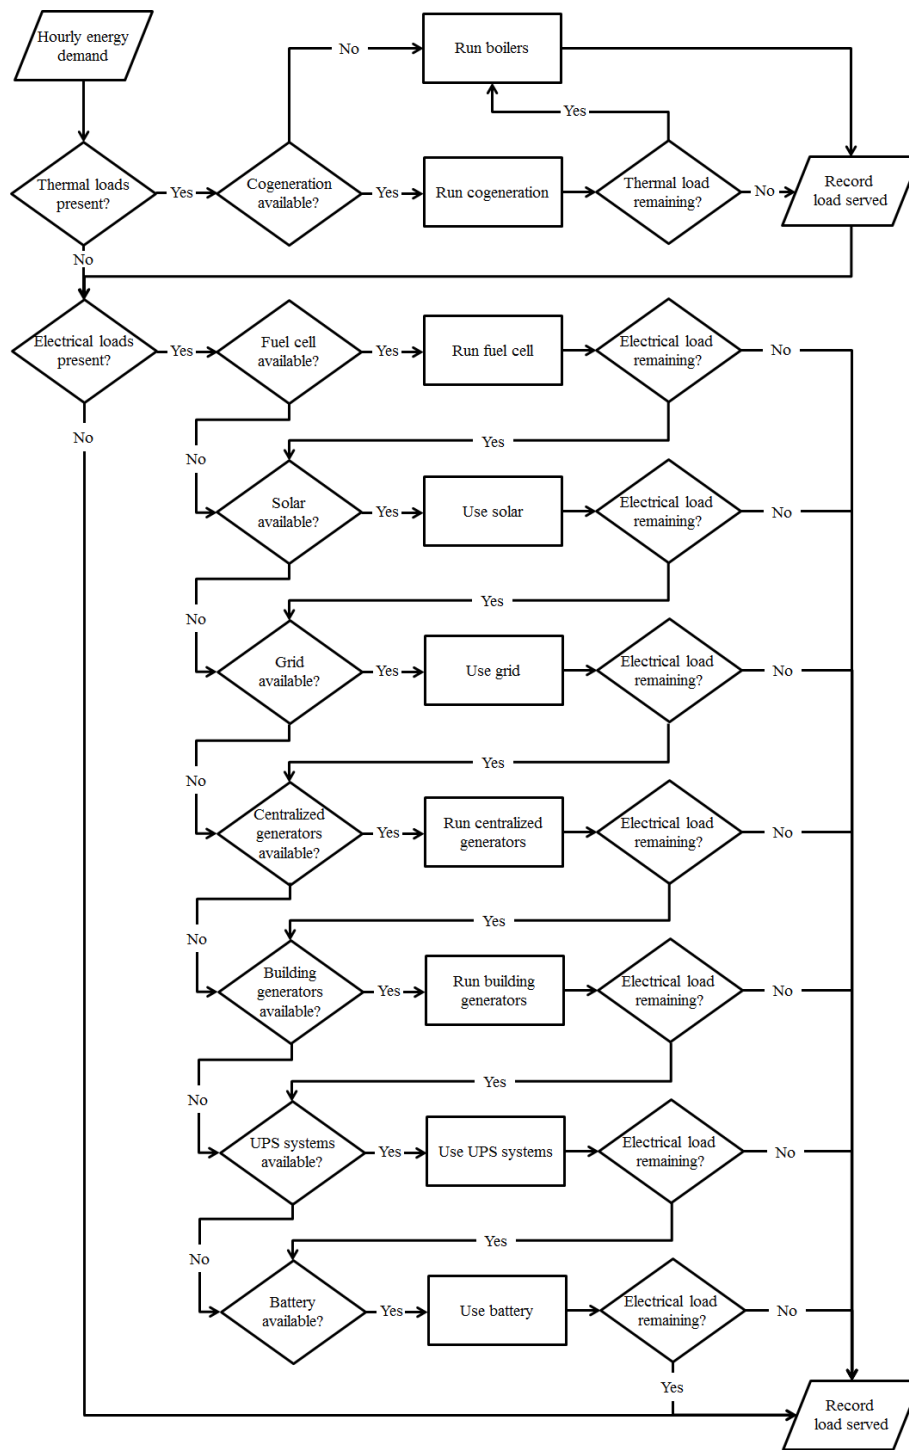 Hourly energy
demand
No
Run boilers
Yes
Thermal loads
present?
Yes
Cogeneration
available?
Yes
Run cogeneration
Thermal load
remaining?
No
Record
load served
No
Electrical loads
present?
Yes
Fuel cell
available?
Yes
Run fuel cell
Electrical load
remaining?
No
No
Yes
No
Solar
available?
Yes
Use solar
Electrical load
remaining?
No
Yes
No
Grid
available?
Yes
Use grid
Electrical load
remaining?
No
Yes
No
Centralized
generators
available?
Yes
Run centralized
generators
Electrical load
remaining?
No
Yes
No
Building
generators
available?
Yes
Run building
generators
Electrical load
remaining?
No
Yes
No
UPS systems
available?
Yes
Use UPS systems
Electrical load
remaining?
No
Yes
No
Battery
available?
Yes
Use battery
Electrical load
remaining?
No
Yes
Record
load served